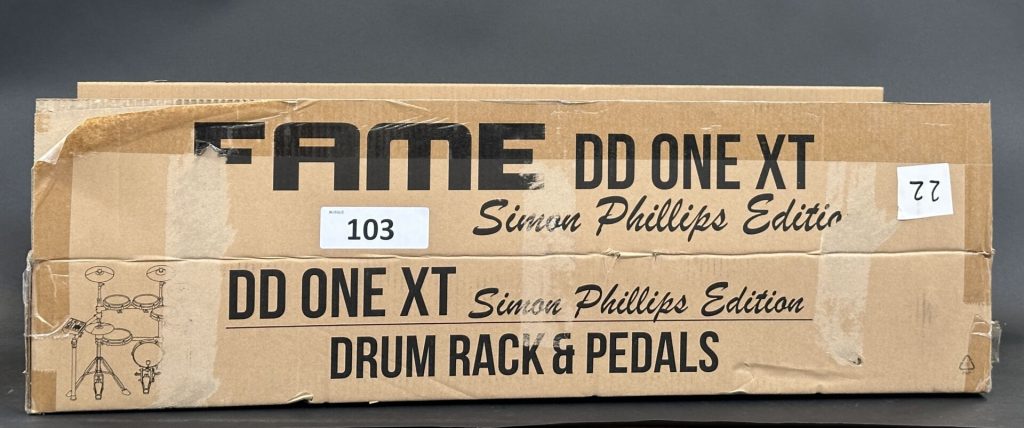 FAME DD ONE XT
Simon Phillips Editio
22
103
DD ONE XT Simon Phillips Edition
DRUM RACK & PEDALS